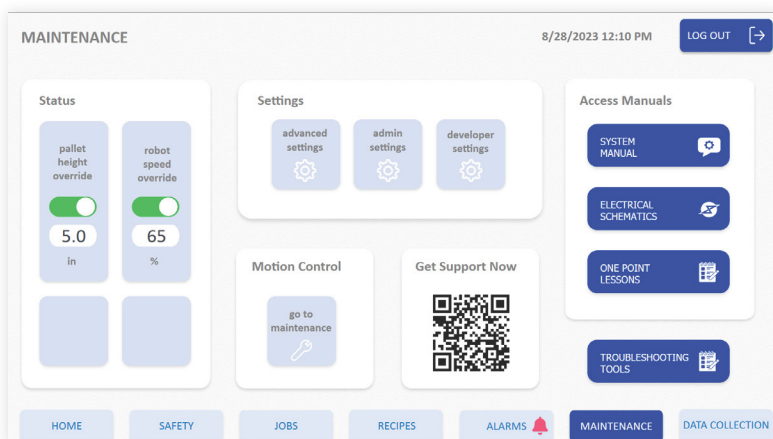 MAINTENANCE
8/28/2023 12:10 PM
LOG OUT
Status
pallet
height
override
5.0
in
robot
speed
override
65
%
Settings
advanced
settings
admin
settings
developer
settings
Motion Control
go to
maintenance
Get Support Now
Access Manuals
SYSTEM
MANUAL
ELECTRICAL
SCHEMATICS
ONE POINT
LESSONS
TROUBLESHOOTING
TOOLS
HOME
SAFETY
JOBS
RECIPES
ALARMS
MAINTENANCE
DATA COLLECTION